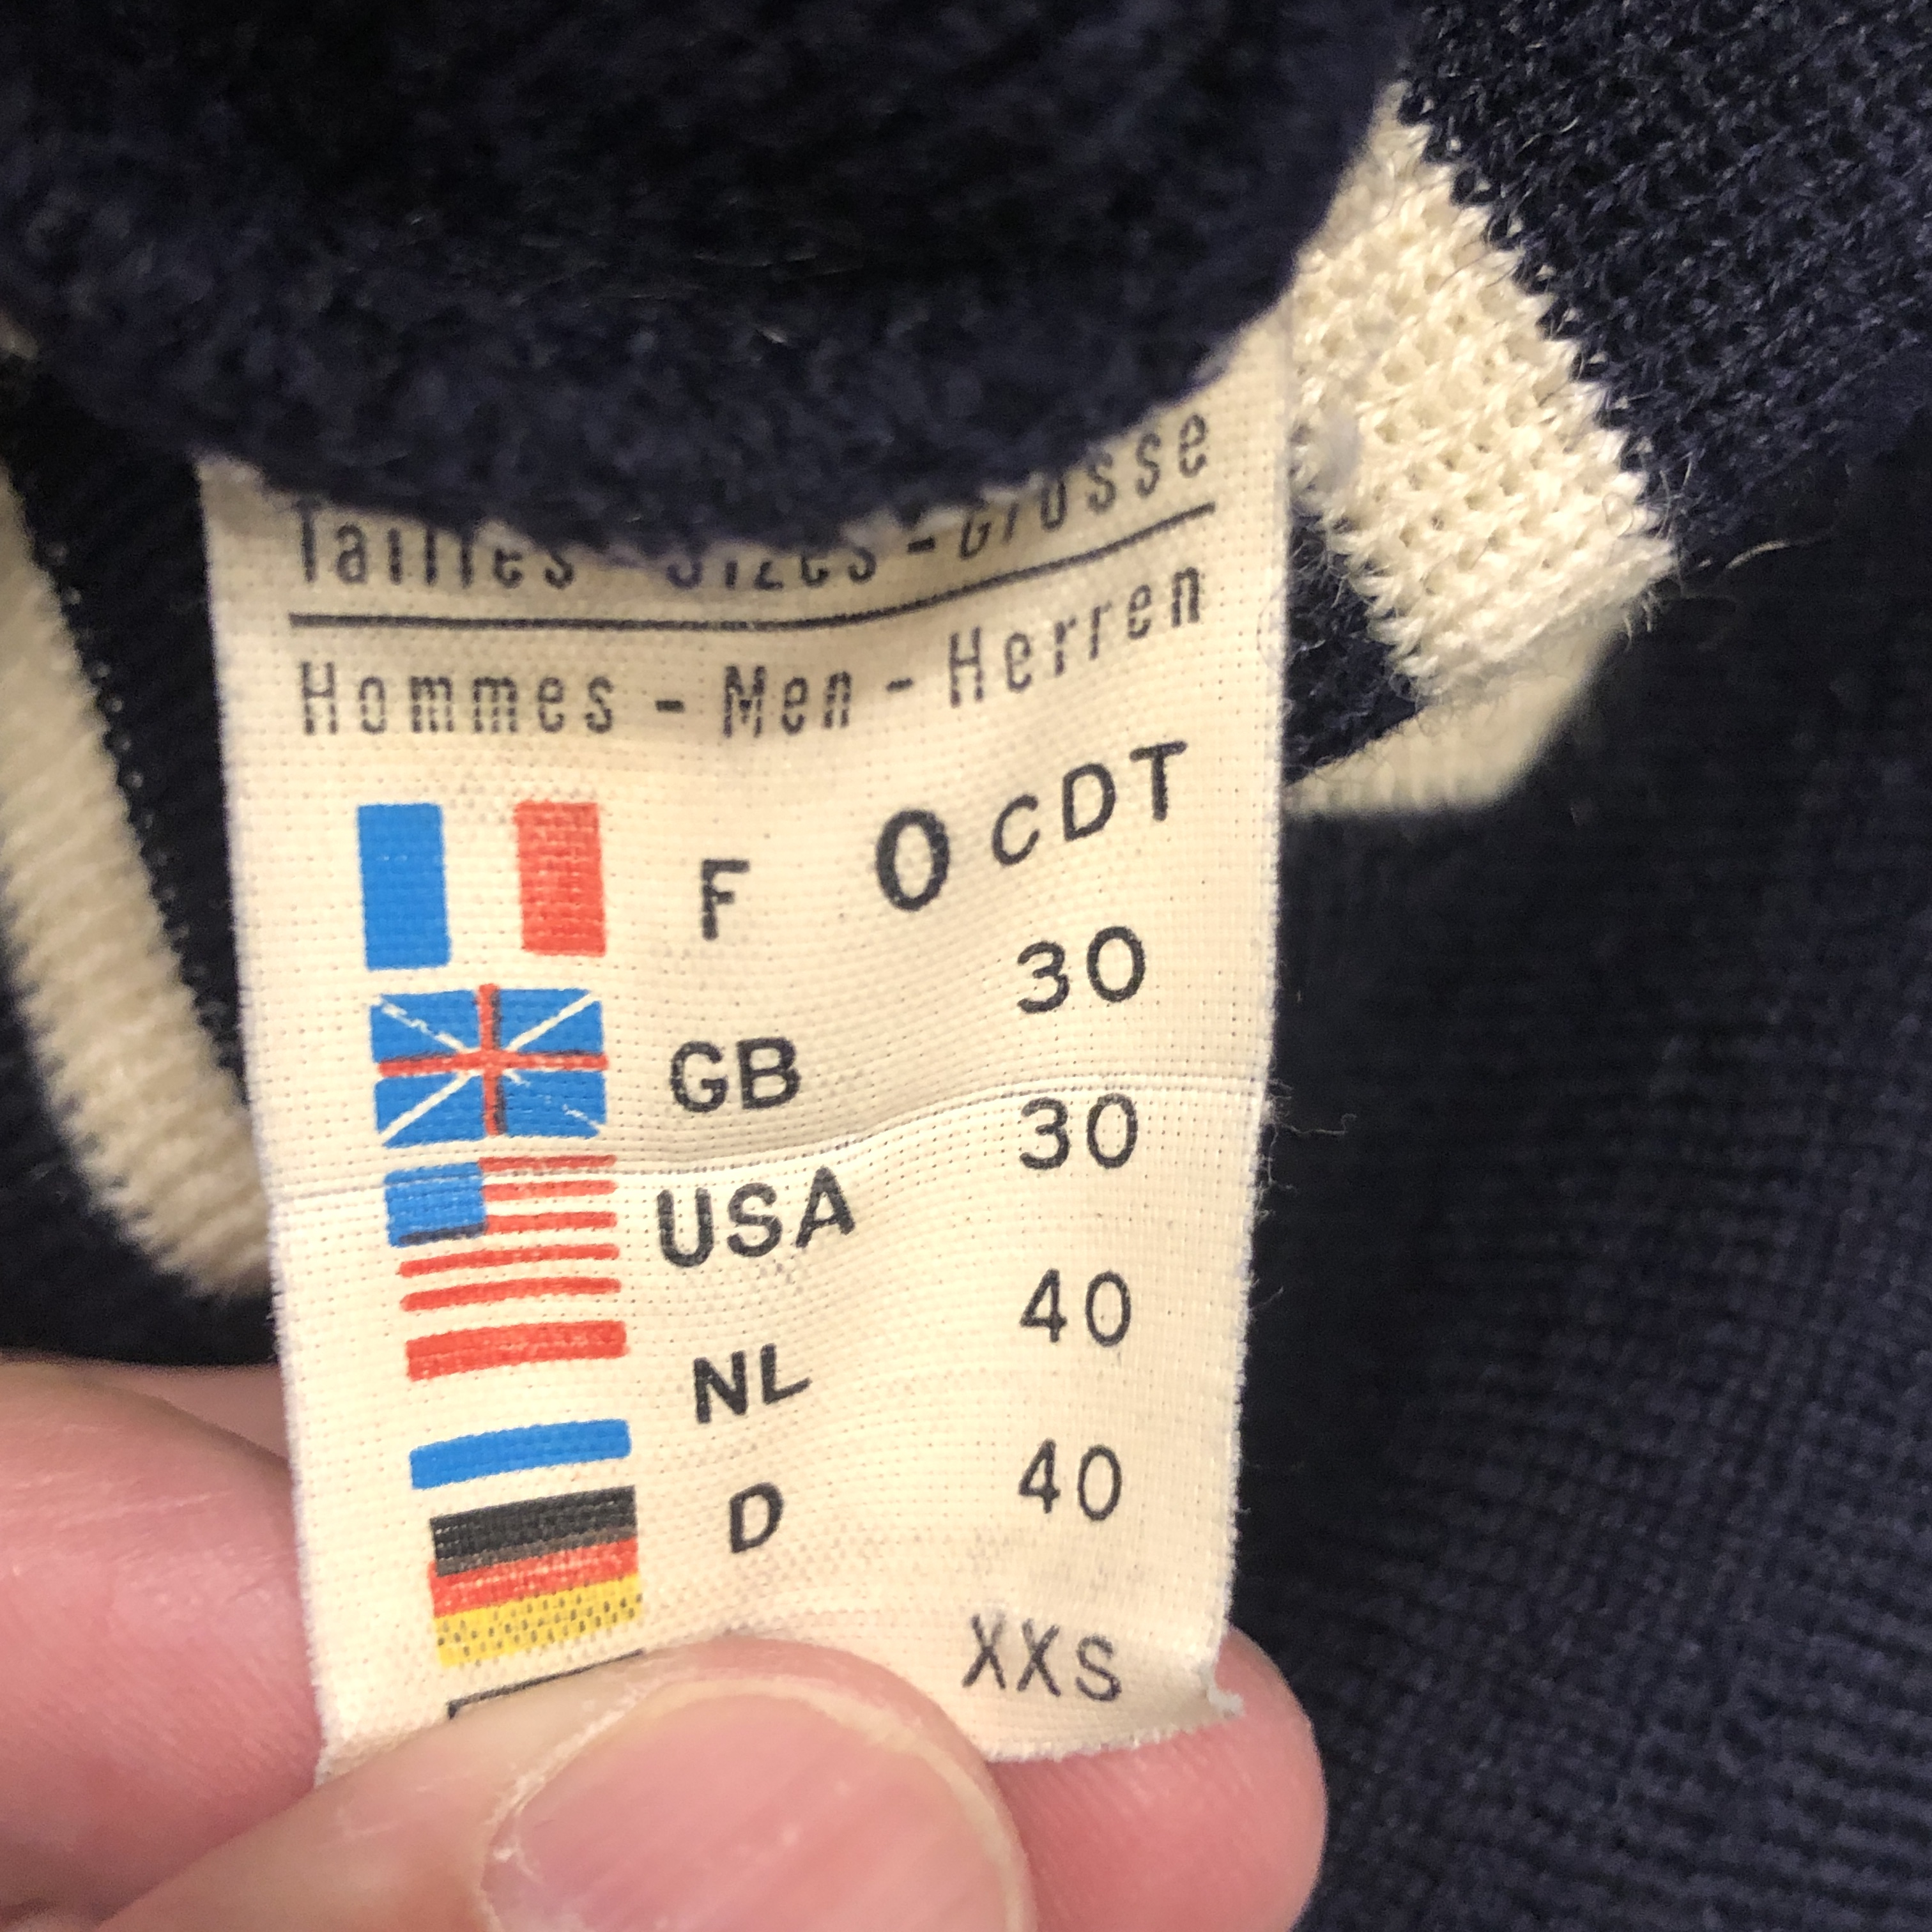 Tailles - Sizes - Grösse
Hommes - Men - Herren
F 0 CDT
GB 30
USA 30
NL 40
D 40
XXS